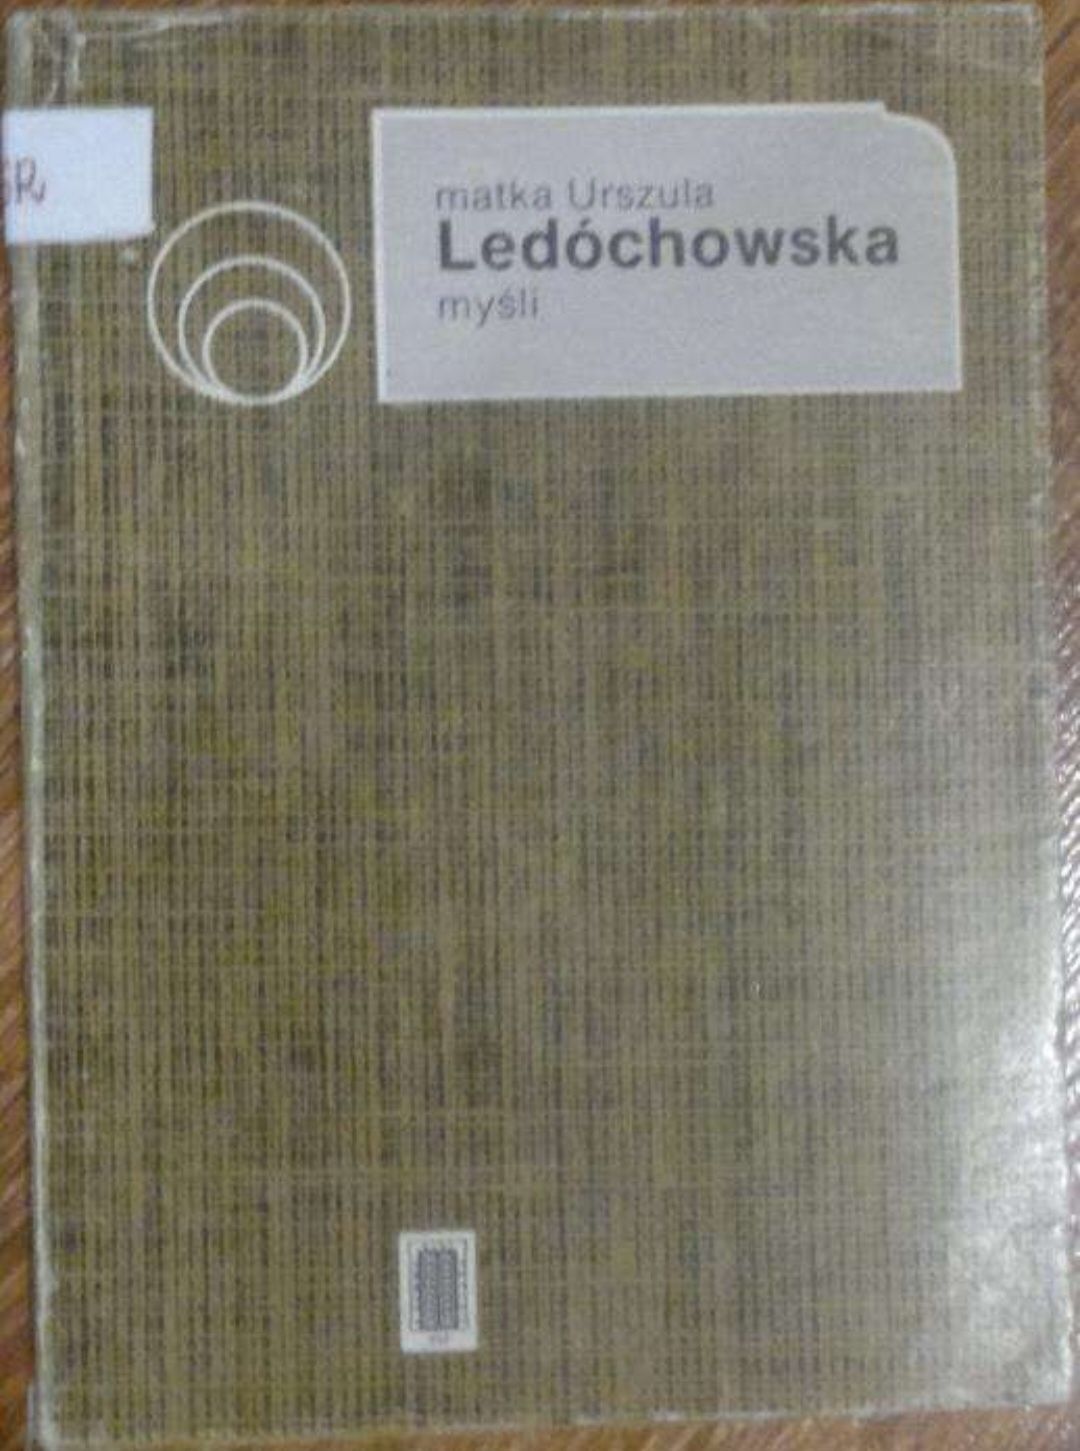 matka Urszula
Ledóchowska
myśli